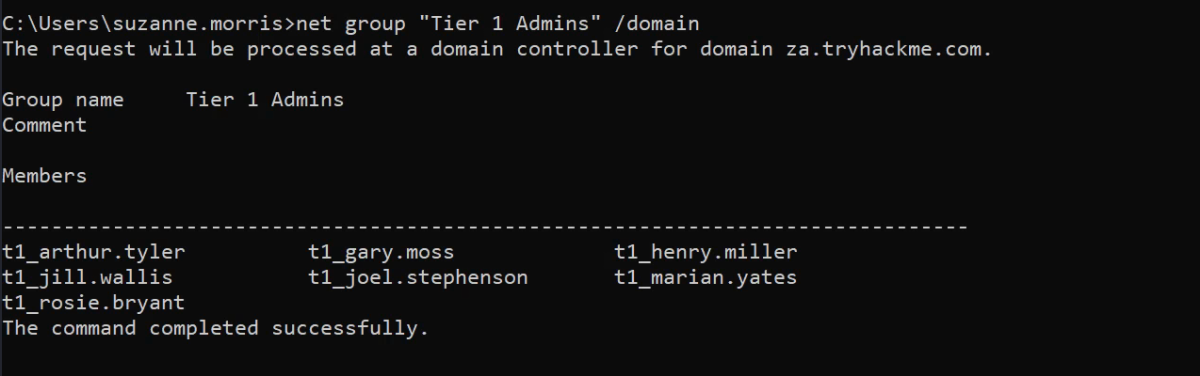 C:\Users\suzanne.morris>net group "Tier 1 Admins" /domain
The request will be processed at a domain controller for domain za.tryhackme.com.
Group name     Tier 1 Admins
Comment
Members
-------------------------------------------------------------------------------
t1_arthur.tyler          t1_gary.moss             t1_henry.miller
t1_jill.wallis           t1_joel.stephenson       t1_marian.yates
t1_rosie.bryant
The command completed successfully.